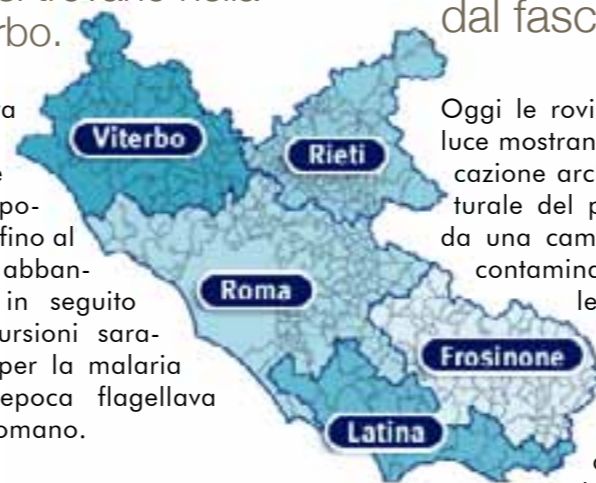 si trovano nella
rbo.
fino al
abban-
in seguito
ursioni sara-
per la malaria
epoca flagellava
omano.
Viterbo
Rieti
Roma
Frosinone
Latina
dal fasc
Oggi le rovi
luce mostran
cazione arc
turale del p
da una cam
contamina
le